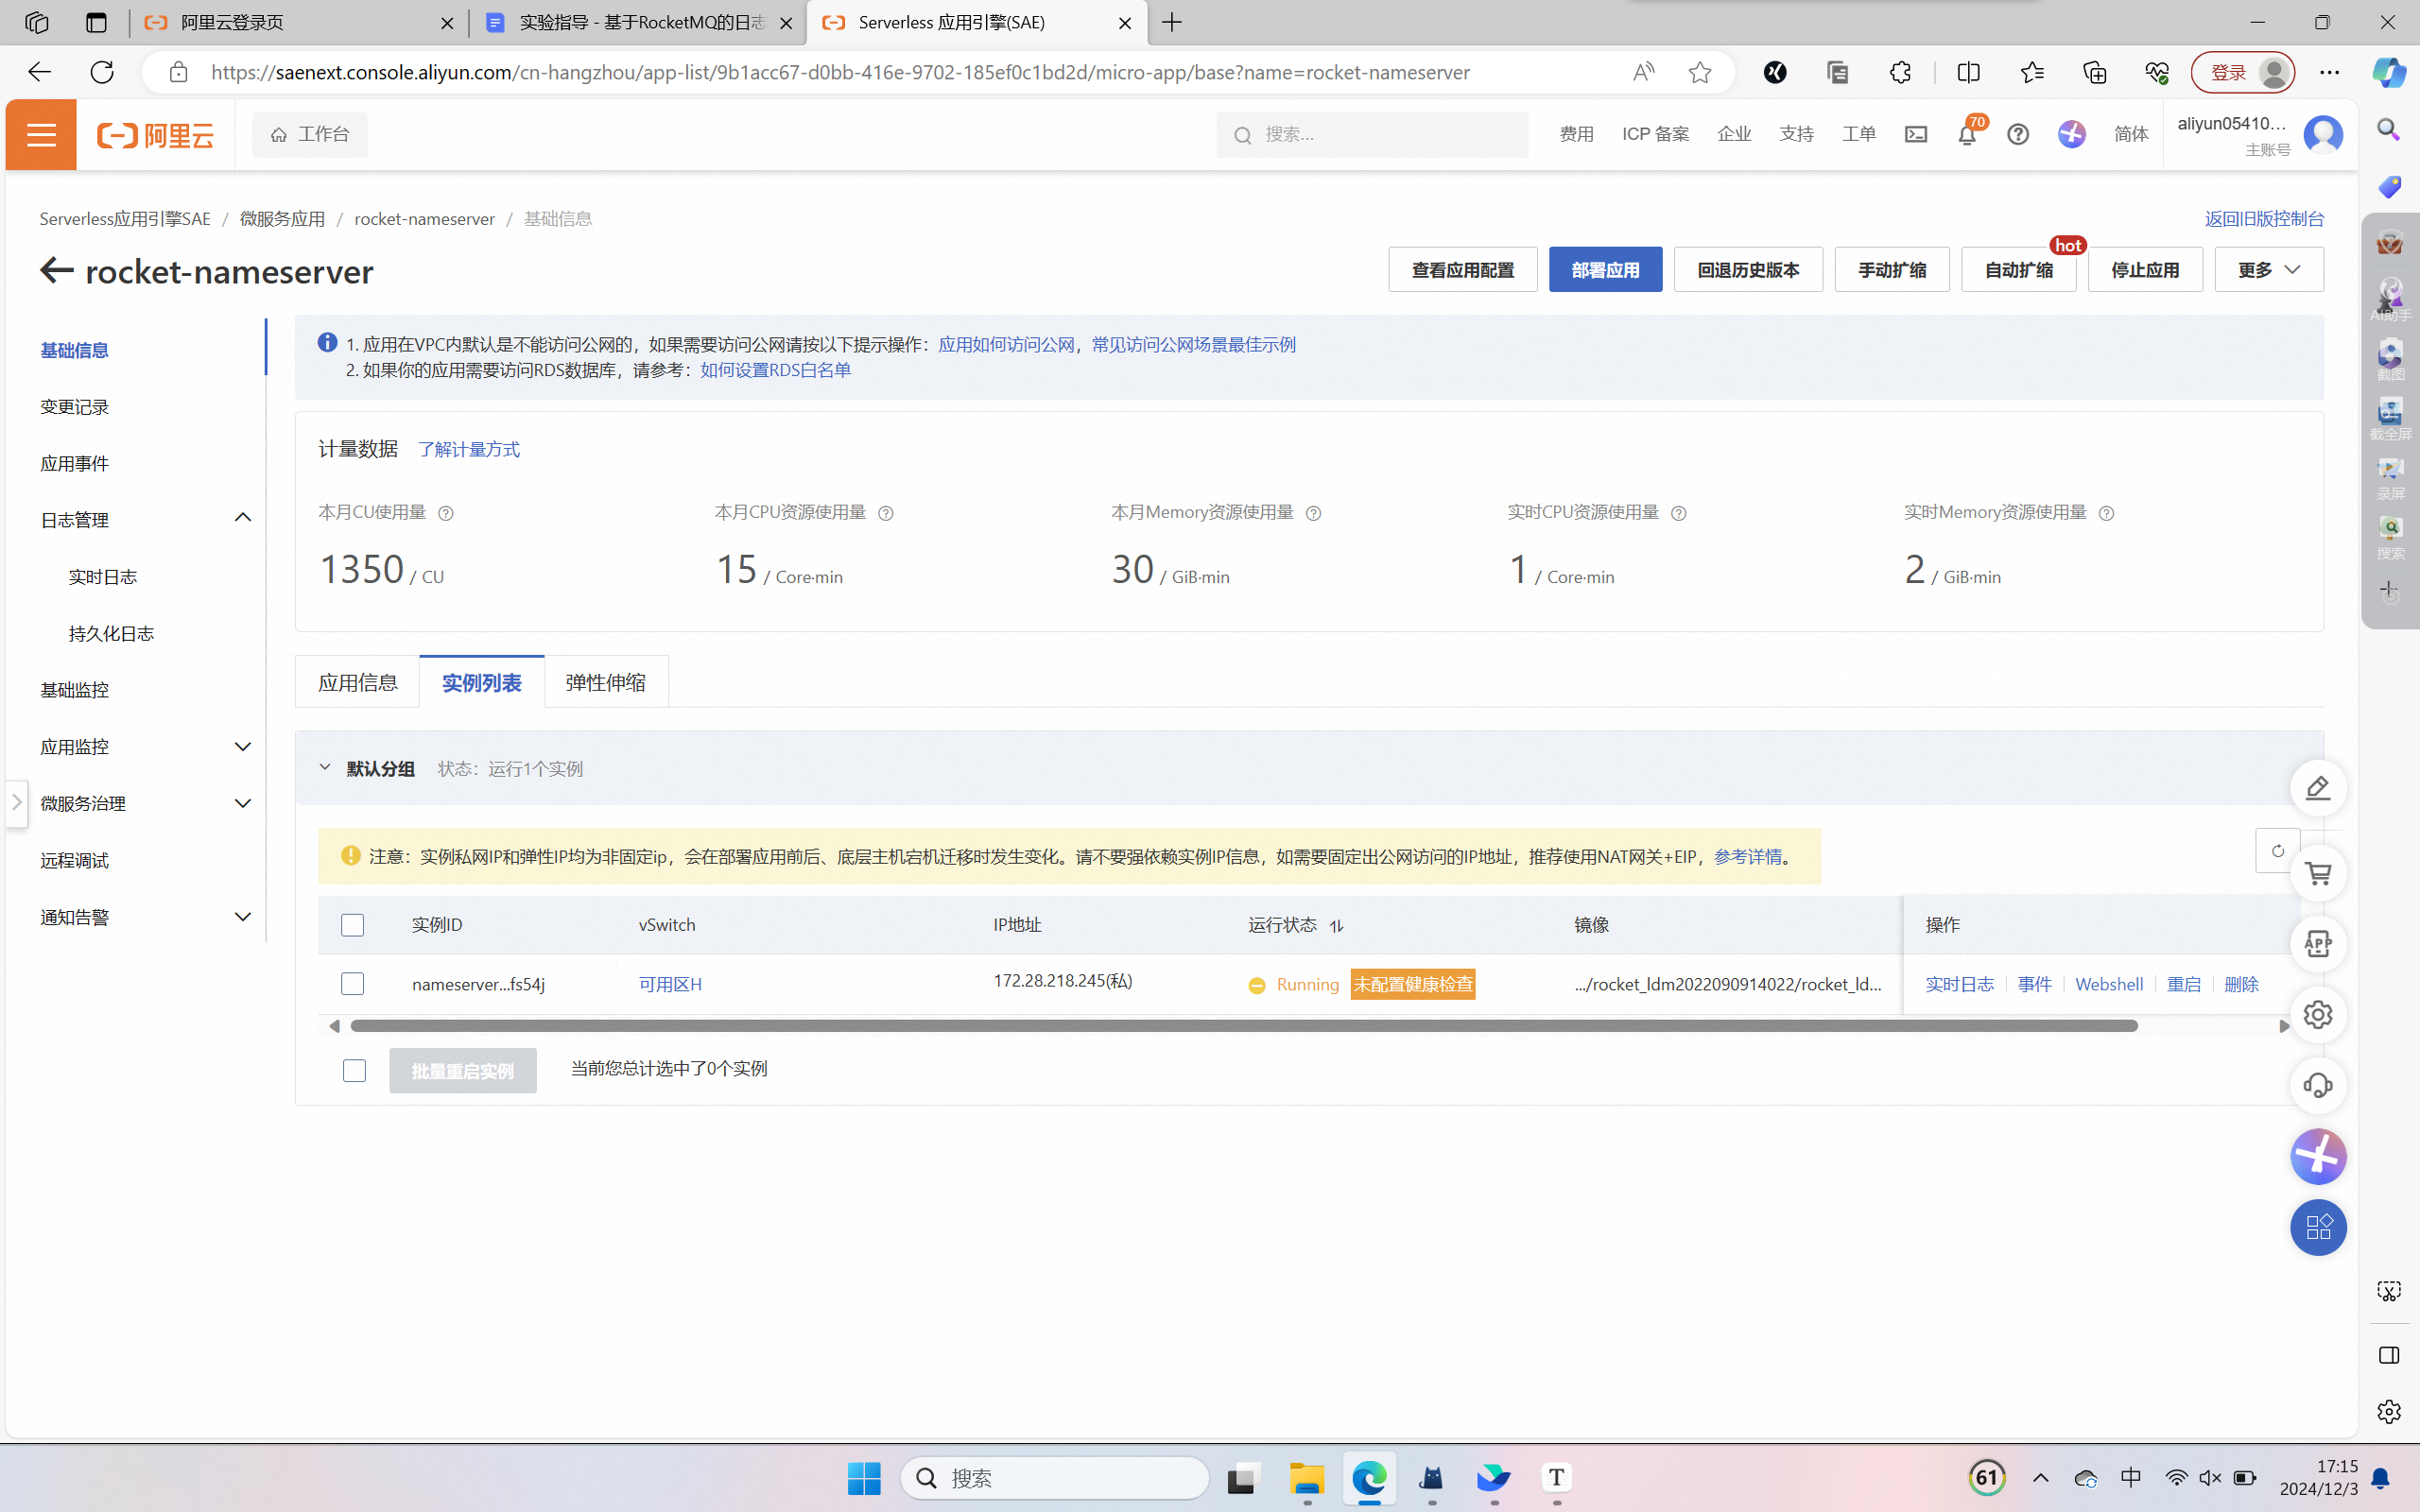 阿里云登录页
实验指导 - 基于RocketMQ的日志
Serverless 应用引擎(SAE)
https://saenext.console.aliyun.com/cn-hangzhou/app-list/9b1acc67-d0bb-416e-9702-185ef0c1bd2d/micro-app/base?name=rocket-nameserver
登录
阿里云
工作台
搜索...
费用
ICP 备案
企业
支持
工单
70
简体
aliyun05410...
主账号
Serverless应用引擎SAE / 微服务应用 / rocket-nameserver / 基础信息
返回旧版控制台
rocket-nameserver
查看应用配置
部署应用
回退历史版本
手动扩缩
自动扩缩
hot
停止应用
更多
基础信息
变更记录
应用事件
日志管理
实时日志
持久化日志
基础监控
应用监控
微服务治理
远程调试
通知告警
1. 应用在VPC内默认是不能访问公网的，如果需要访问公网请按以下提示操作：应用如何访问公网，常见访问公网场景最佳示例
2. 如果你的应用需要访问RDS数据库，请参考：如何设置RDS白名单
计量数据 了解计量方式
本月CU使用量
本月CPU资源使用量
本月Memory资源使用量
实时CPU资源使用量
实时Memory资源使用量
1350 / CU
15 / Core·min
30 / GiB·min
1 / Core·min
2 / GiB·min
应用信息
实例列表
弹性伸缩
默认分组 状态：运行1个实例
注意：实例私网IP和弹性IP均为非固定ip，会在部署应用前后、底层主机宕机迁移时发生变化。请不要强依赖实例IP信息，如需要固定出公网访问的IP地址，推荐使用NAT网关+EIP，参考详情。
实例ID
vSwitch
IP地址
运行状态
镜像
操作
nameserver...fs54j
可用区H
172.28.218.245(私)
Running
未配置健康检查
.../rocket_ldm2022090914022/rocket_ld...
实时日志
事件
Webshell
重启
删除
批量重启实例
当前您总计选中了0个实例
APP
AI助手
截图
截全屏
录屏
搜索
搜索
T
61
中
17:15
2024/12/3